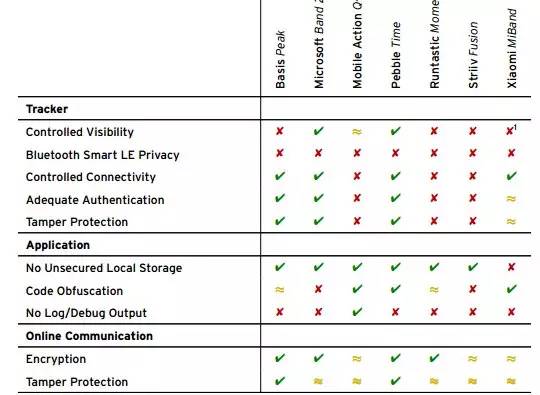 Basis Peak
Microsoft Band 2
Mobile Action Q-
Pebble Time
Runtastic Mome
Striiv Fusion
Xiaomi MiBand
Tracker
Controlled Visibility ✘ ✔ ≈ ✔ ✘ ✘ ✘1
Bluetooth Smart LE Privacy ✘ ✘ ✘ ✘ ✘ ✘ ✘
Controlled Connectivity ✔ ✔ ✘ ✔ ✘ ✘ ✔
Adequate Authentication ✔ ✔ ✘ ✔ ✘ ✘ ≈
Tamper Protection ✔ ✔ ✘ ✔ ✘ ✘ ≈
Application
No Unsecured Local Storage ✔ ✔ ✔ ✔ ✔ ✔ ✘
Code Obfuscation ≈ ✘ ✔ ✔ ≈ ✘ ✔
No Log/Debug Output ✘ ✘ ✔ ✘ ✘ ✘ ✘
Online Communication
Encryption ✔ ✔ ≈ ✔ ✔ ≈ ≈
Tamper Protection ✔ ≈ ≈ ✔ ≈ ≈ ≈